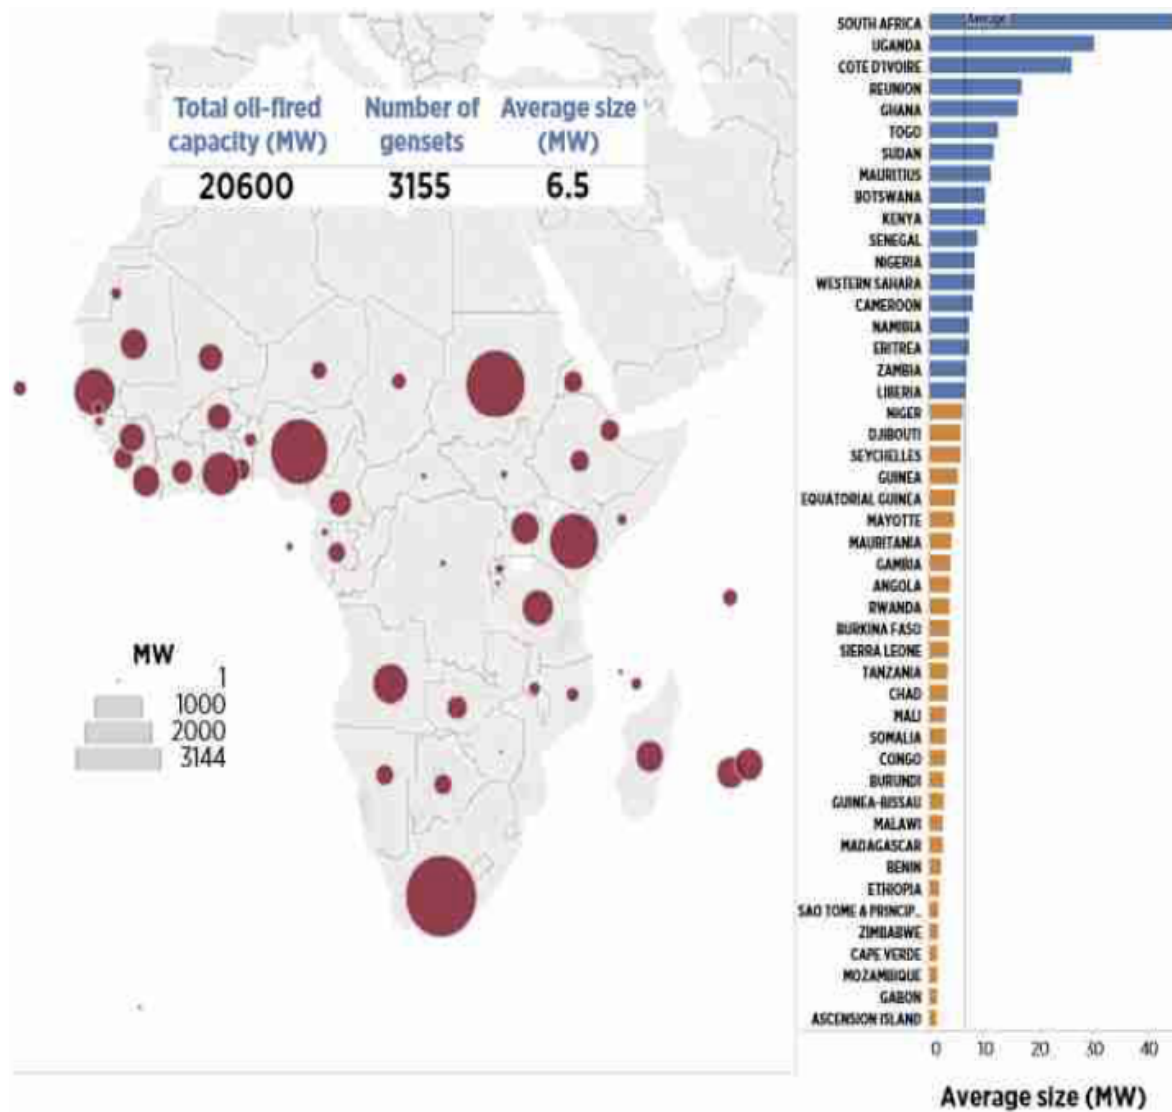 Total oil-fired
capacity (MW)
Number of
gensets
Average size
(MW)
20600
3155
6.5
MW
1
1000
2000
3144
Average
SOUTH AFRICA
UGANDA
COTE D'IVOIRE
REUNION
GHANA
TOGO
SUDAN
MAURITIUS
BOTSWANA
KENYA
SENEGAL
NIGERIA
WESTERN SAHARA
CAMEROON
NAMIBIA
ERITREA
ZAMBIA
LIBERIA
NIGER
DJIBOUTI
SEYCHELLES
GUINEA
EQUATORIAL GUINEA
MAYOTTE
MAURITANIA
GAMBIA
ANGOLA
RWANDA
BURKINA FASO
SIERRA LEONE
TANZANIA
CHAD
MALI
SOMALIA
CONGO
BURUNDI
GUINEA-BISSAU
MALAWI
MADAGASCAR
BENIN
ETHIOPIA
SAO TOME & PRINCIP...
ZIMBABWE
CAPE VERDE
MOZAMBIQUE
GABON
ASCENSION ISLAND
0 10 20 30 40
Average size (MW)